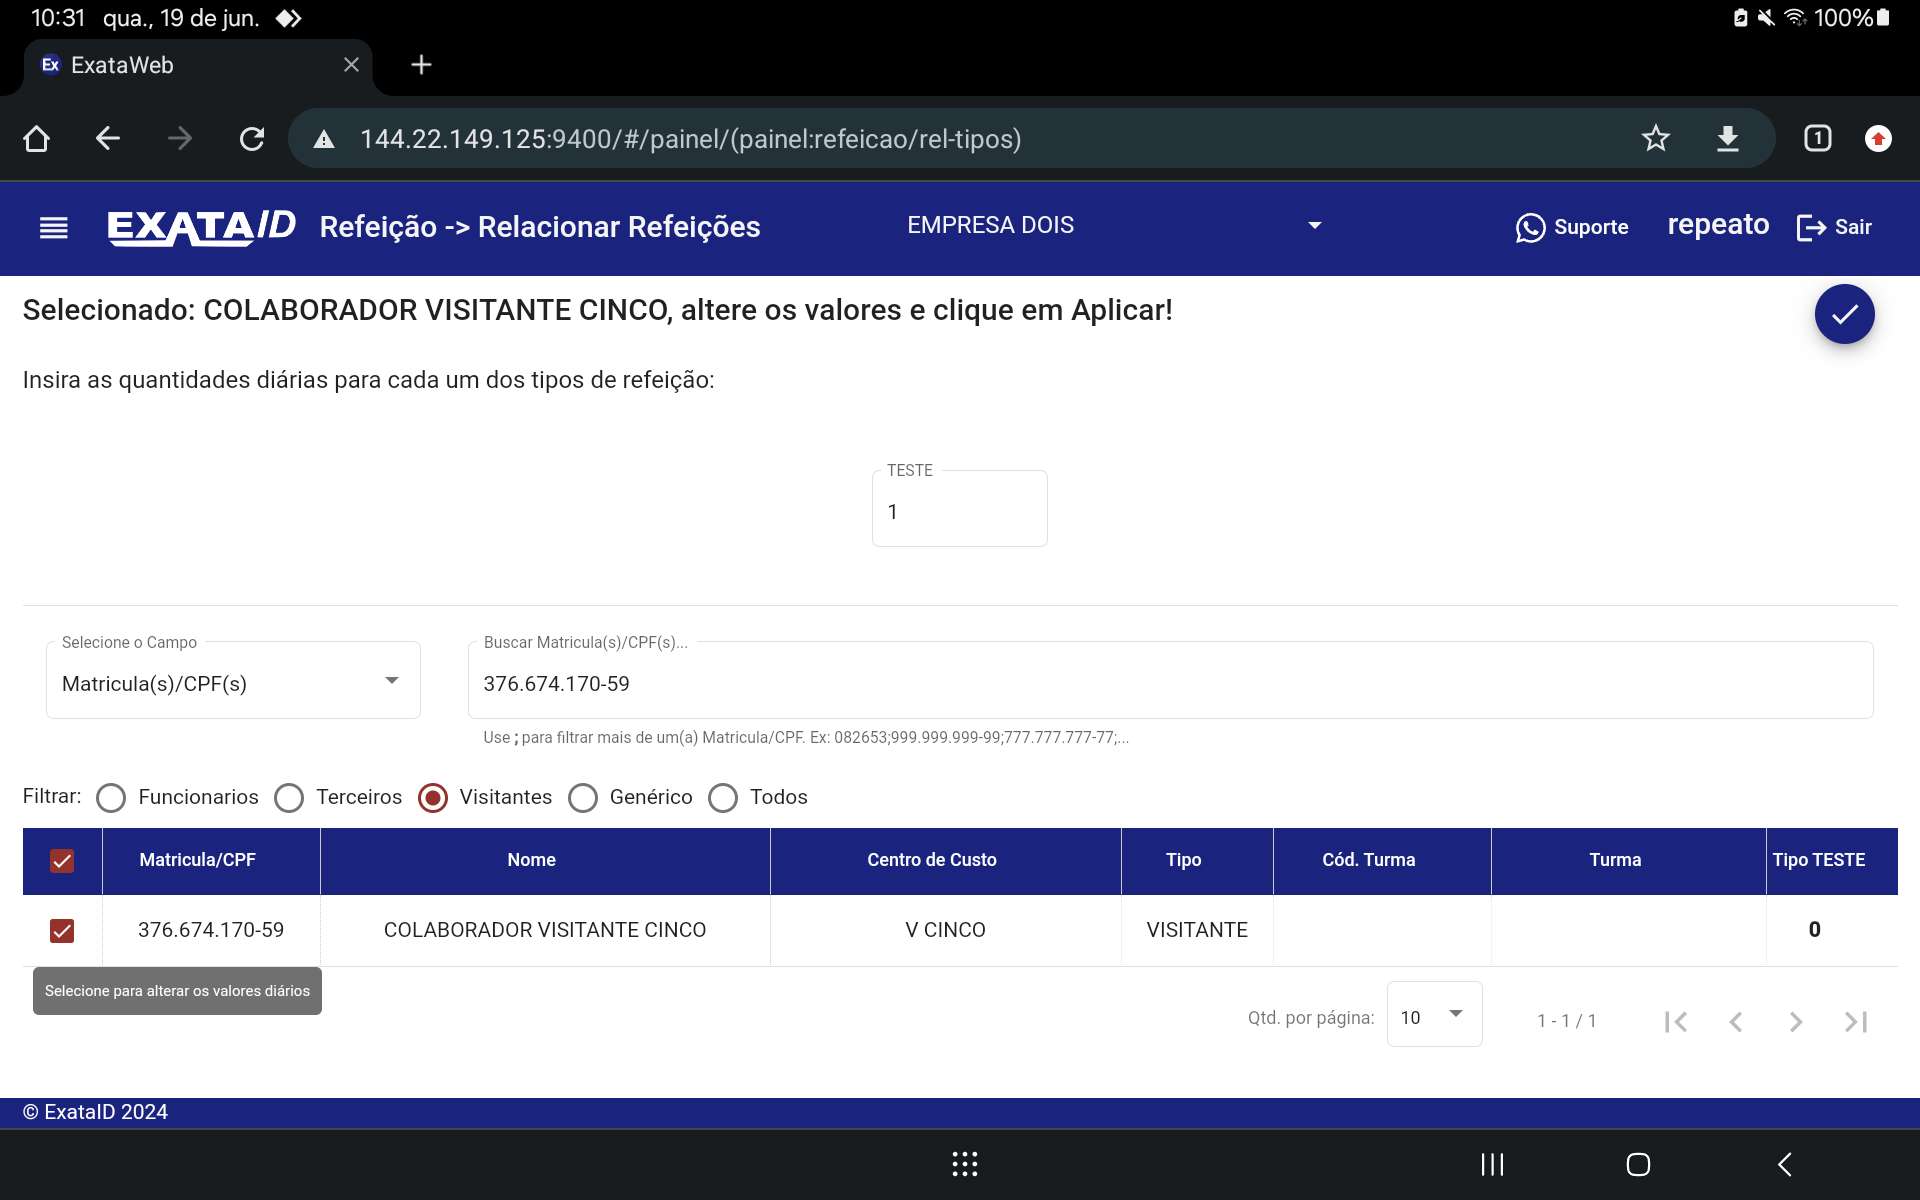 10:31 qua., 19 de jun. 100%
Ex ExataWeb
144.22.149.125:9400/#/painel/(painel:refeicao/rel-tipos) 1
EXATAID Refeição -> Relacionar Refeições EMPRESA DOIS Suporte repeato Sair
Selecionado: COLABORADOR VISITANTE CINCO, altere os valores e clique em Aplicar!
Insira as quantidades diárias para cada um dos tipos de refeição:
TESTE
1
Selecione o Campo Buscar Matricula(s)/CPF(s)...
Matricula(s)/CPF(s) 376.674.170-59
Use ; para filtrar mais de um(a) Matricula/CPF. Ex: 082653;999.999.999-99;777.777.777-77;...
Filtrar: Funcionarios Terceiros Visitantes Genérico Todos
Matricula/CPF Nome Centro de Custo Tipo Cód. Turma Turma Tipo TESTE
376.674.170-59 COLABORADOR VISITANTE CINCO V CINCO VISITANTE 0
Selecione para alterar os valores diários
Qtd. por página: 10 1 - 1 / 1
© ExataID 2024